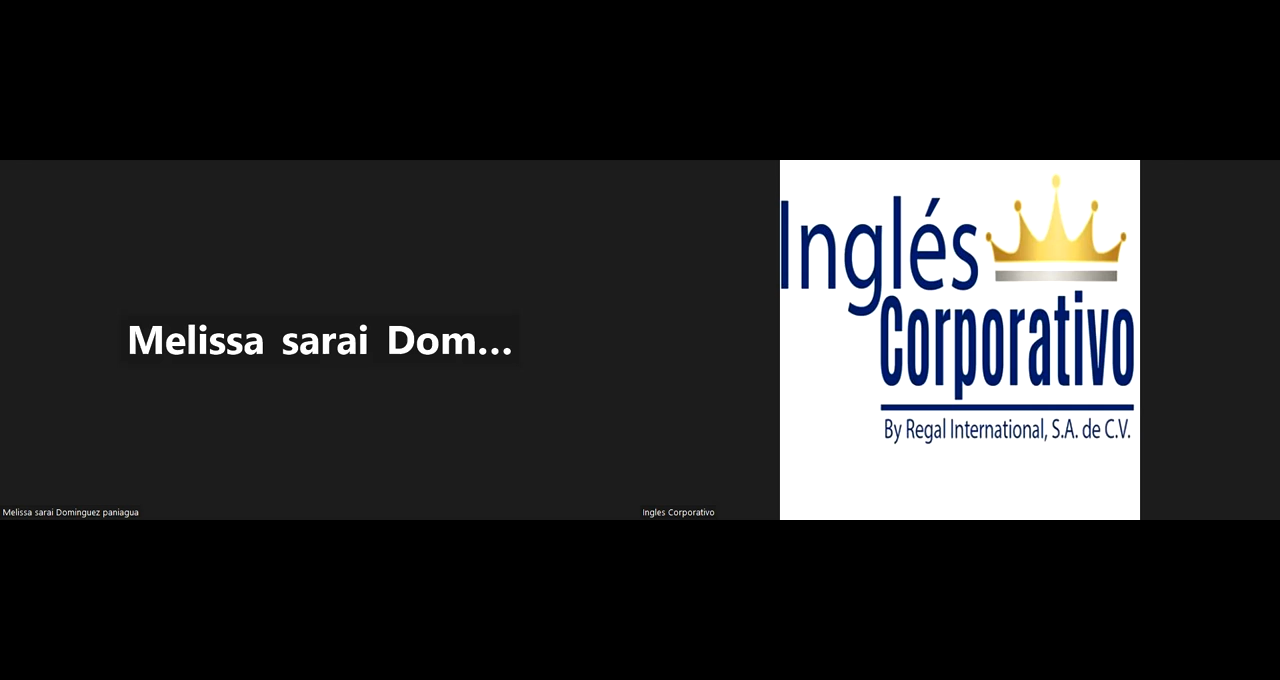 Melissa sarai Dom...
Melissa sarai Dominguez paniagua
Inglés
Corporativo
By Regal International, S.A. de C.V.
Ingles Corporativo